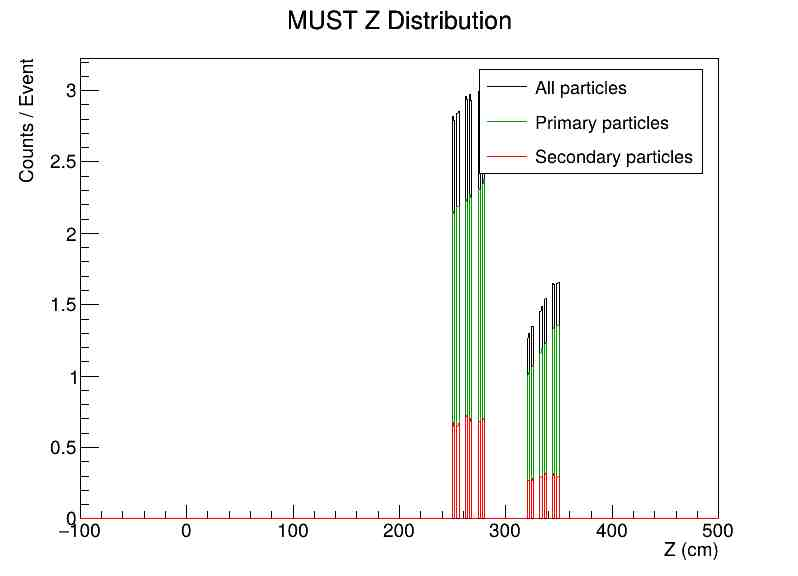 MUST Z Distribution
Counts / Event
3
2.5
2
1.5
1
0.5
0
All particles
Primary particles
Secondary particles
−100 0 100 200 300 400 500
Z (cm)